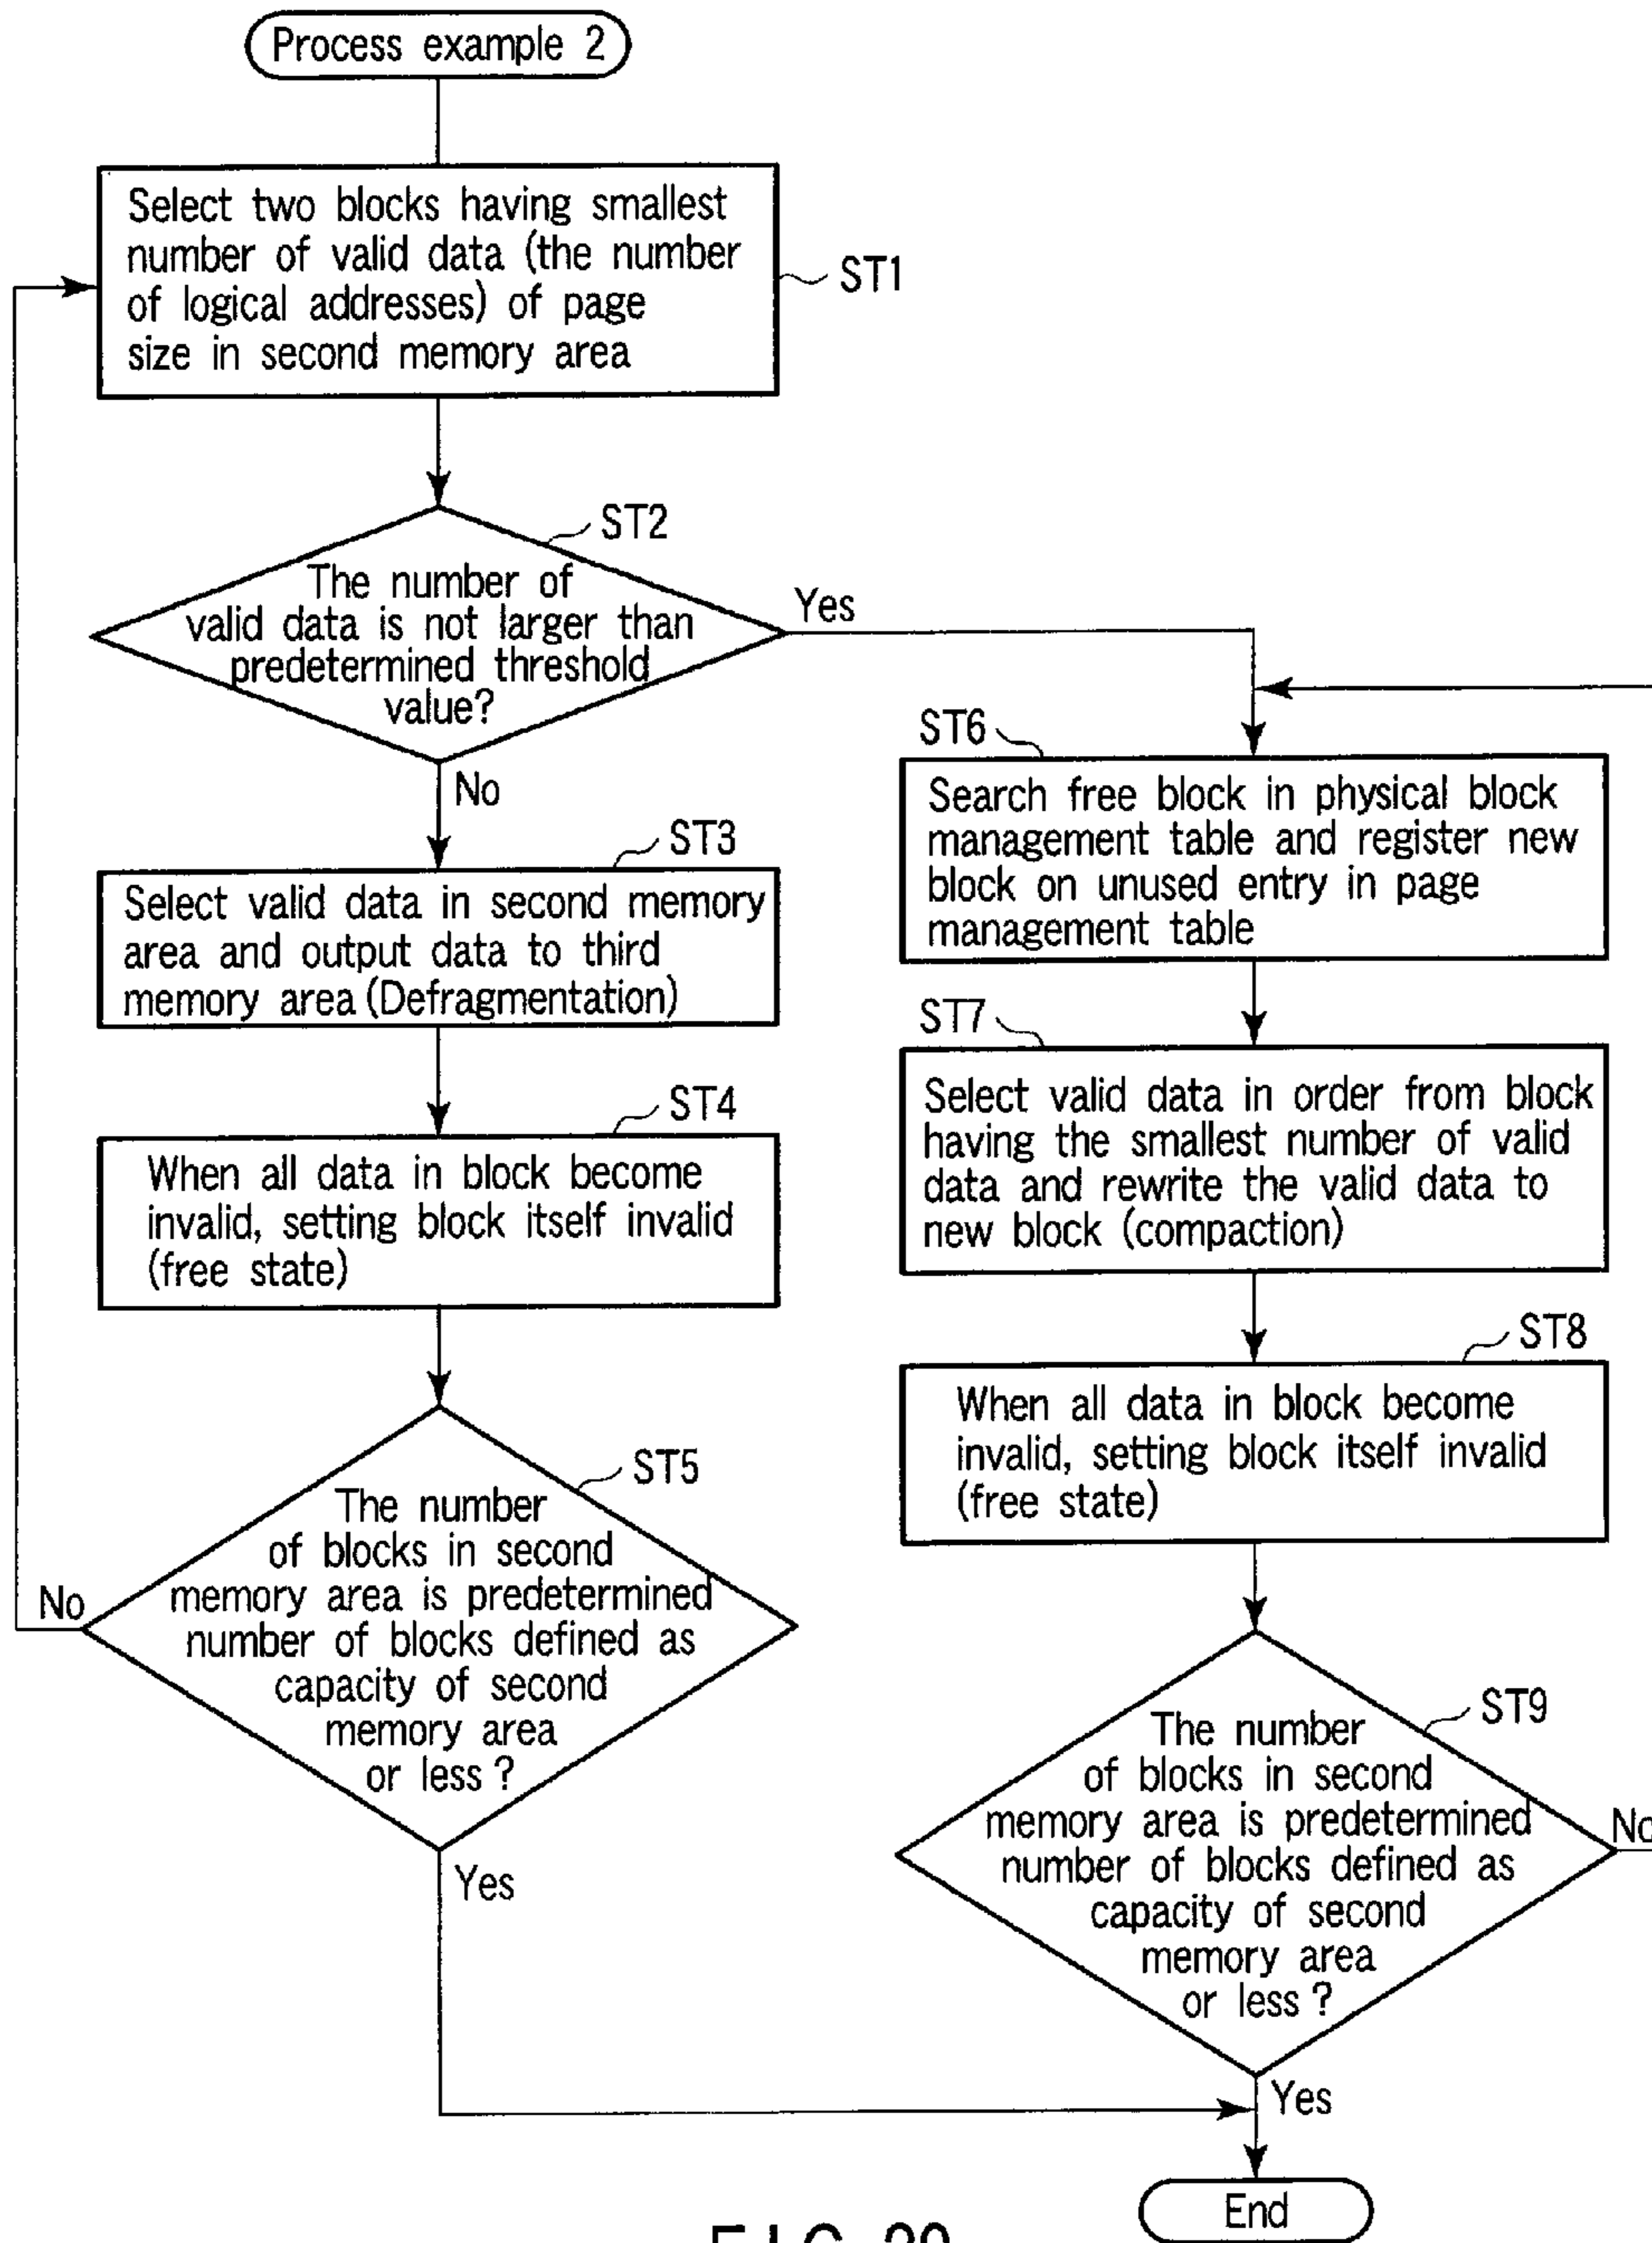 Process example 2
Select two blocks having smallest
number of valid data (the number
of logical addresses) of page
size in second memory area
ST1
ST2
The number of
valid data is not larger than
predetermined threshold
value?
Yes
No
ST3
Select valid data in second memory
area and output data to third
memory area (Defragmentation)
ST4
When all data in block become
invalid, setting block itself invalid
(free state)
ST5
The number
of blocks in second
memory area is predetermined
number of blocks defined as
capacity of second
memory area
or less ?
No
Yes
ST6
Search free block in physical block
management table and register new
block on unused entry in page
management table
ST7
Select valid data in order from block
having the smallest number of valid
data and rewrite the valid data to
new block (compaction)
ST8
When all data in block become
invalid, setting block itself invalid
(free state)
ST9
The number
of blocks in second
memory area is predetermined
number of blocks defined as
capacity of second
memory area
or less ?
No
Yes
End